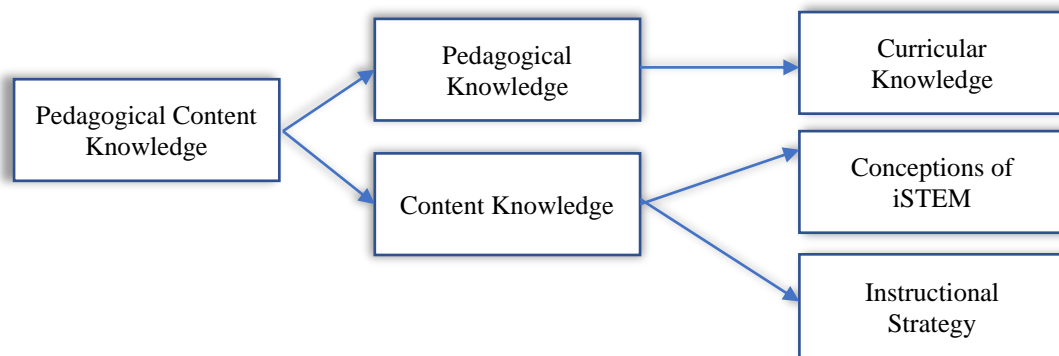 Pedagogical Content
Knowledge
Pedagogical
Knowledge
Content Knowledge
Curricular
Knowledge
Conceptions of
iSTEM
Instructional
Strategy